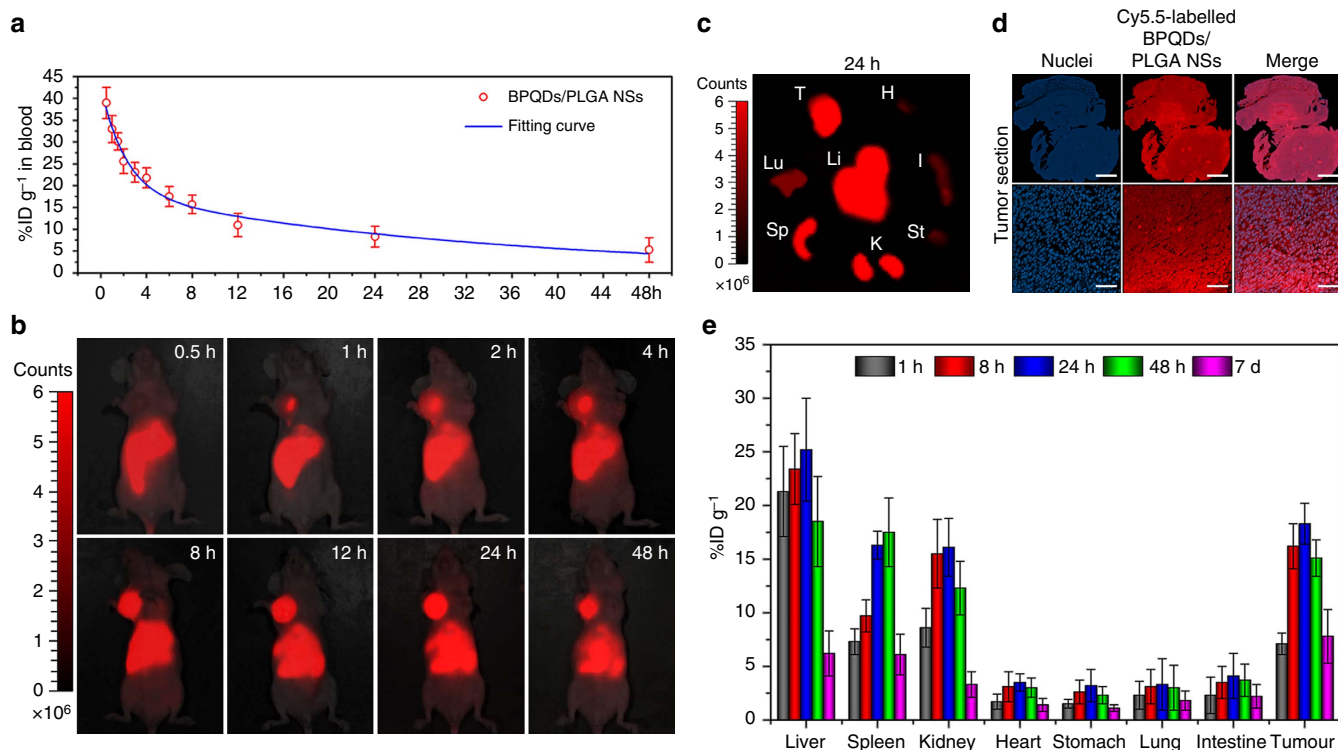 a
45
40
35
30
25
20
15
10
5
0
%ID g⁻¹ in blood
BPQDs/PLGA NSs
Fitting curve
0 4 8 12 16 20 24 28 32 36 40 44 48h
b
Counts
6
5
4
3
2
1
0
×10⁶
0.5 h 1 h 2 h 4 h
8 h 12 h 24 h 48 h
c
24 h
Counts
6
5
4
3
2
1
0
×10⁶
T H
Lu Li I
Sp K St
d
Cy5.5-labelled
BPQDs/
Nuclei PLGA NSs Merge
Tumor section
e
35
30
25
20
15
10
5
0
%ID g⁻¹
1 h 8 h 24 h 48 h 7 d
Liver Spleen Kidney Heart Stomach Lung Intestine Tumour